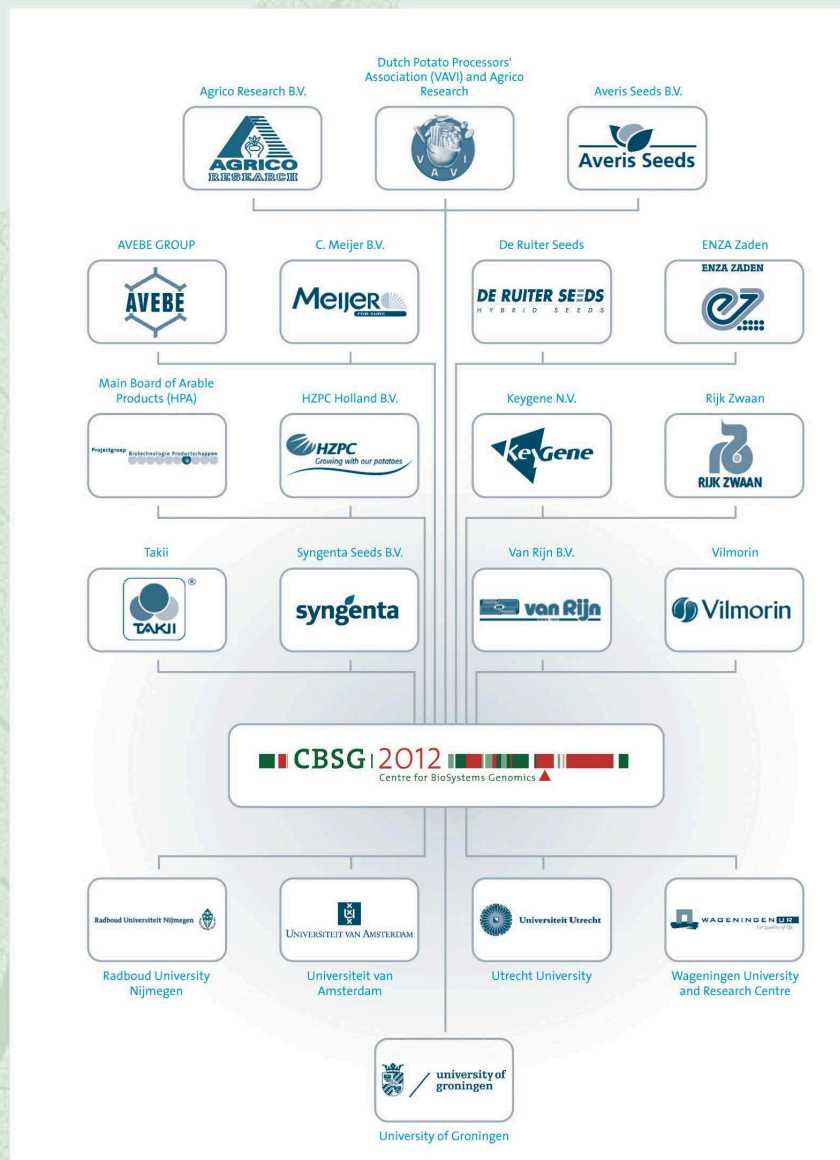 Dutch Potato Processors'
Association (VAVI) and Agrico
Research
Agrico Research B.V.
Averis Seeds B.V.
AGRICO
RESEARCH
V A V I
Averis Seeds
AVEBE GROUP
C. Meijer B.V.
De Ruiter Seeds
ENZA Zaden
AVEBE
MEIJER
FOR SURE
DE RUITER SEEDS
HYBRID SEEDS
ENZA ZADEN
Main Board of Arable
Products (HPA)
HZPC Holland B.V.
Keygene N.V.
Rijk Zwaan
Projectgroep Biotechnologie Productschappen
HZPC
Growing with our potatoes
KeyGene
RIJK ZWAAN
Takii
Syngenta Seeds B.V.
Van Rijn B.V.
Vilmorin
TAKII ®
syngenta
van Rijn
Vilmorin
CBSG 2012
Centre for BioSystems Genomics
Radboud Universiteit Nijmegen
UNIVERSITEIT VAN AMSTERDAM
Universiteit Utrecht
WAGENINGEN UR
For quality of life
Radboud University
Nijmegen
Universiteit van
Amsterdam
Utrecht University
Wageningen University
and Research Centre
university of
groningen
University of Groningen